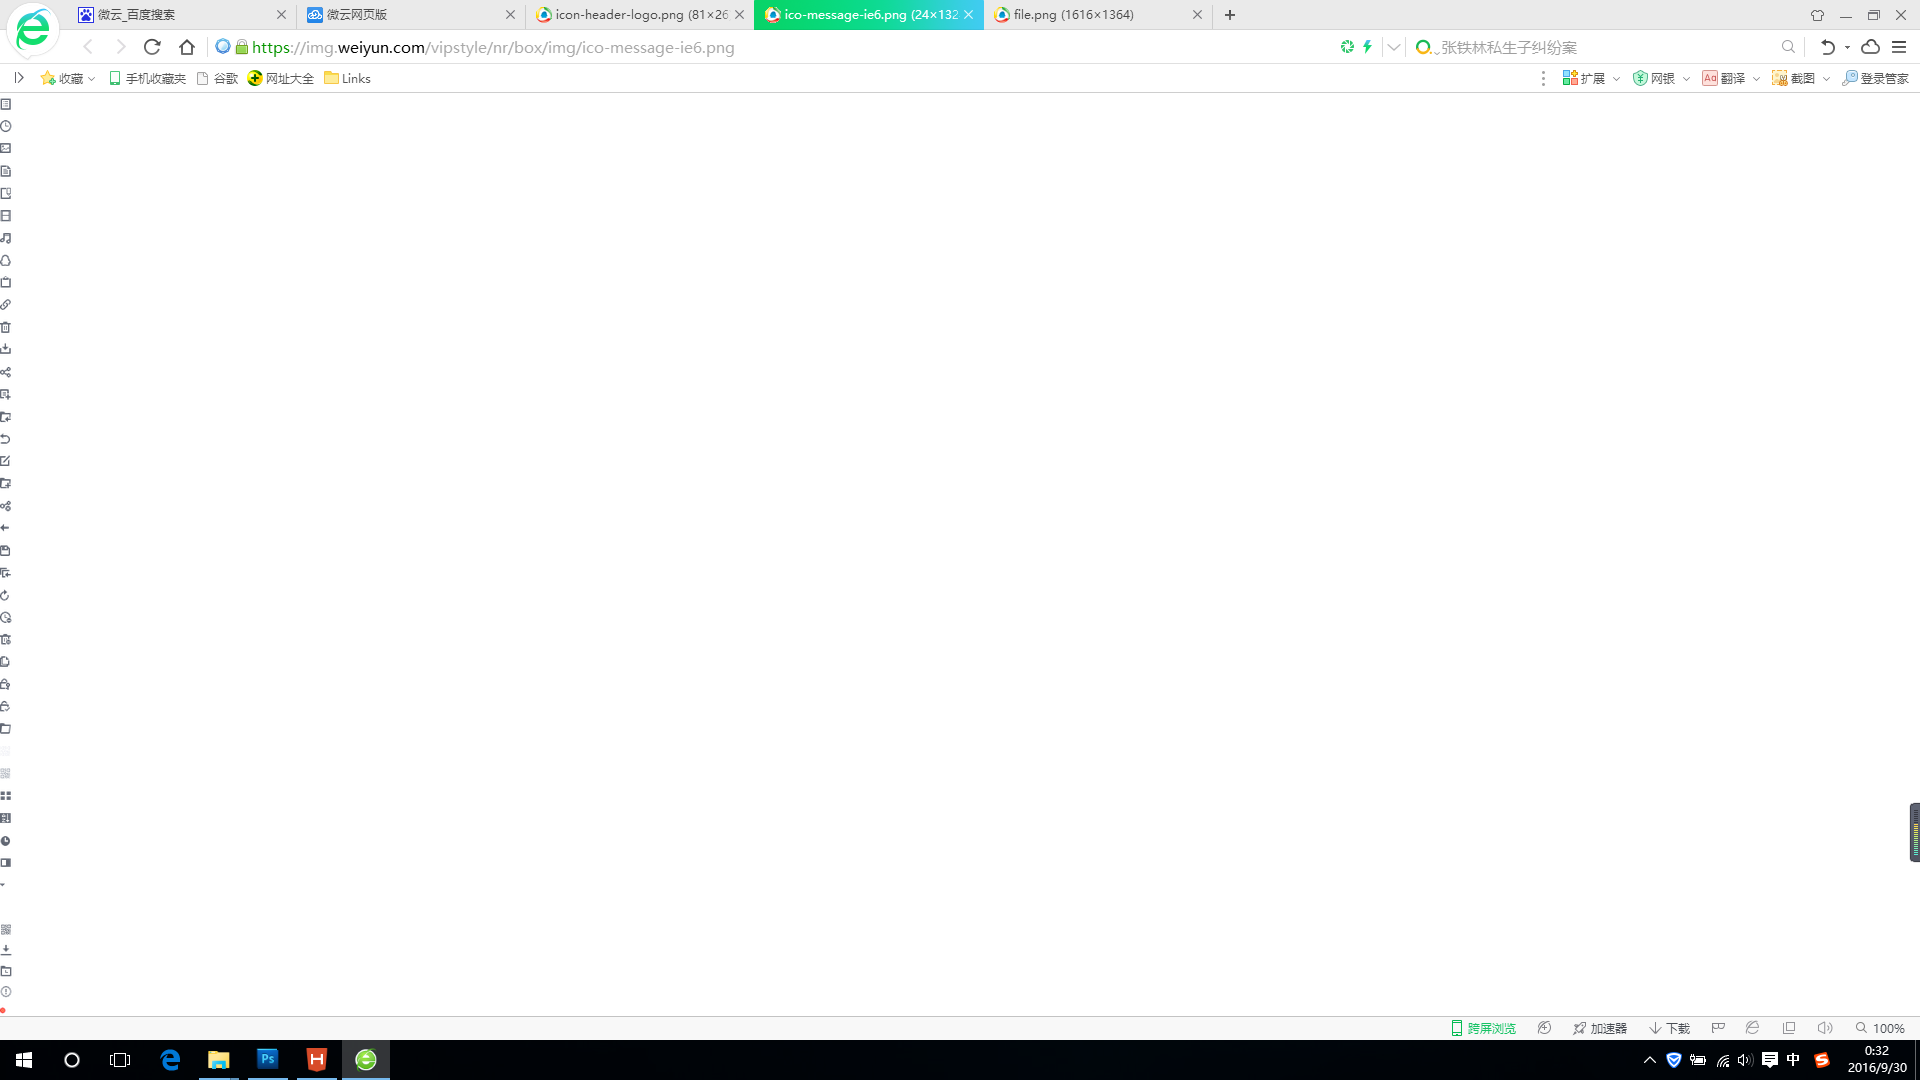 微云_百度搜索
微云网页版
icon-header-logo.png (81×26
ico-message-ie6.png (24×132
file.png (1616×1364)
https://img.weiyun.com/vipstyle/nr/box/img/ico-message-ie6.png
张铁林私生子纠纷案
收藏
手机收藏夹
谷歌
网址大全
Links
扩展
网银
Aa 翻译
截图
登录管家
跨屏浏览
加速器
下载
100%
Ps
中
0:32
2016/9/30